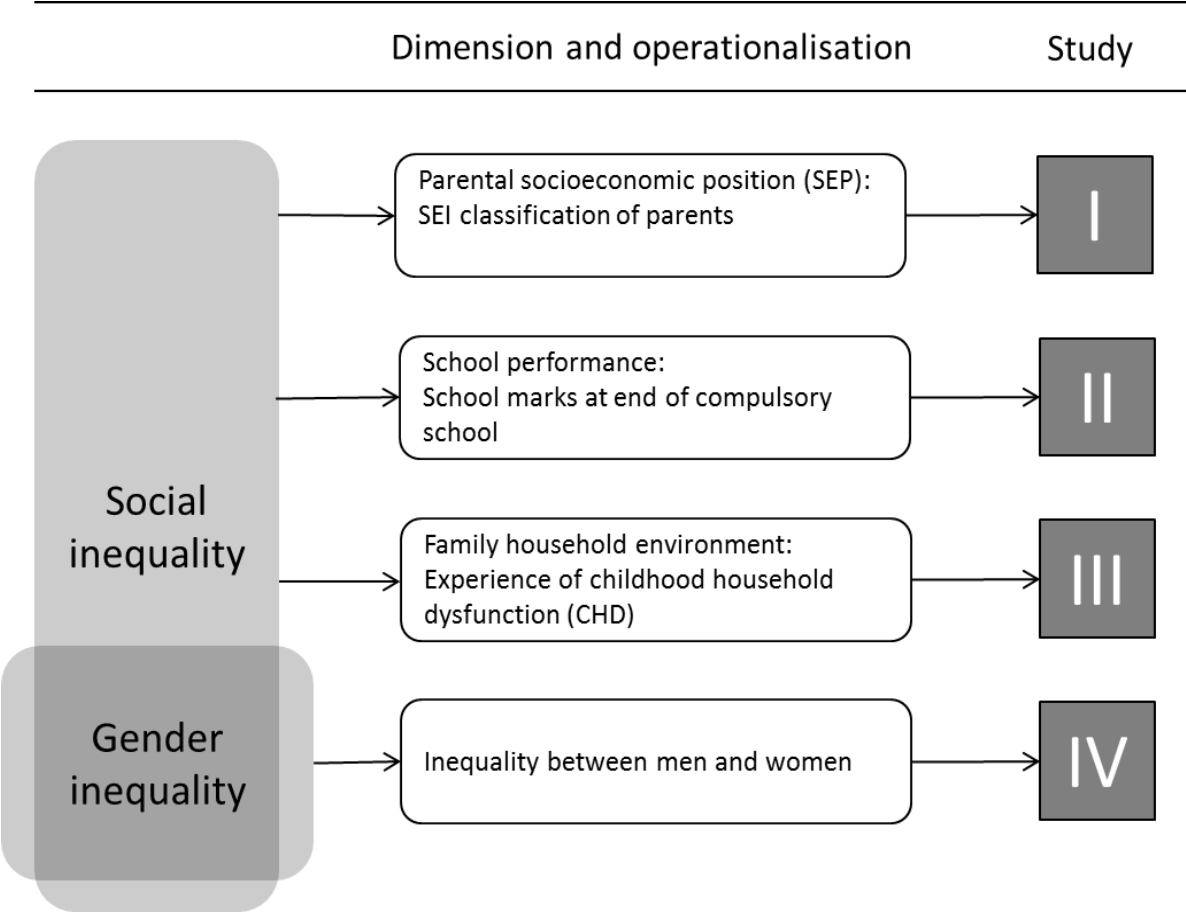 Dimension and operationalisation
Study
Parental socioeconomic position (SEP):
SEI classification of parents
I
School performance:
School marks at end of compulsory
school
II
Social
inequality
Family household environment:
Experience of childhood household
dysfunction (CHD)
III
Gender
inequality
Inequality between men and women
IV